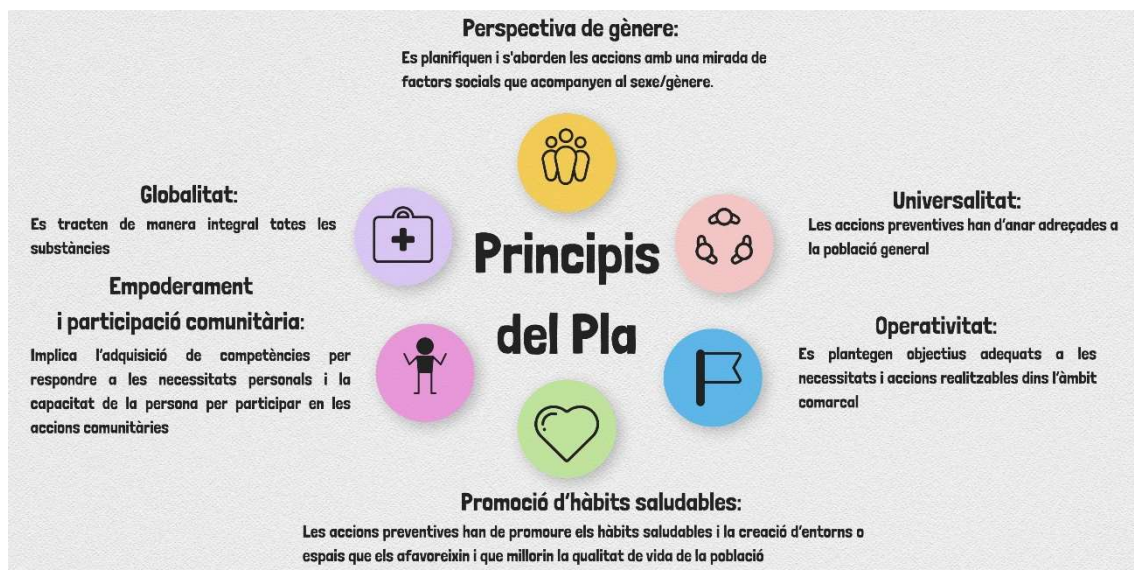 Perspectiva de gènere:
Es planifiquen i s'aborden les accions amb una mirada de
factors socials que acompanyen al sexe/gènere.
Globalitat:
Es tracten de manera integral totes les
substàncies
Universalitat:
Les accions preventives han d'anar adreçades a
la població general
Principis
del Pla
Empoderament
i participació comunitària:
Implica l'adquisició de competències per
respondre a les necessitats personals i la
capacitat de la persona per participar en les
accions comunitàries
Operativitat:
Es plantegen objectius adequats a les
necessitats i accions realitzables dins l'àmbit
comarcal
Promoció d'hàbits saludables:
Les accions preventives han de promoure els hàbits saludables i la creació d'entorns o
espais que els afavoreixin i que millorin la qualitat de vida de la població